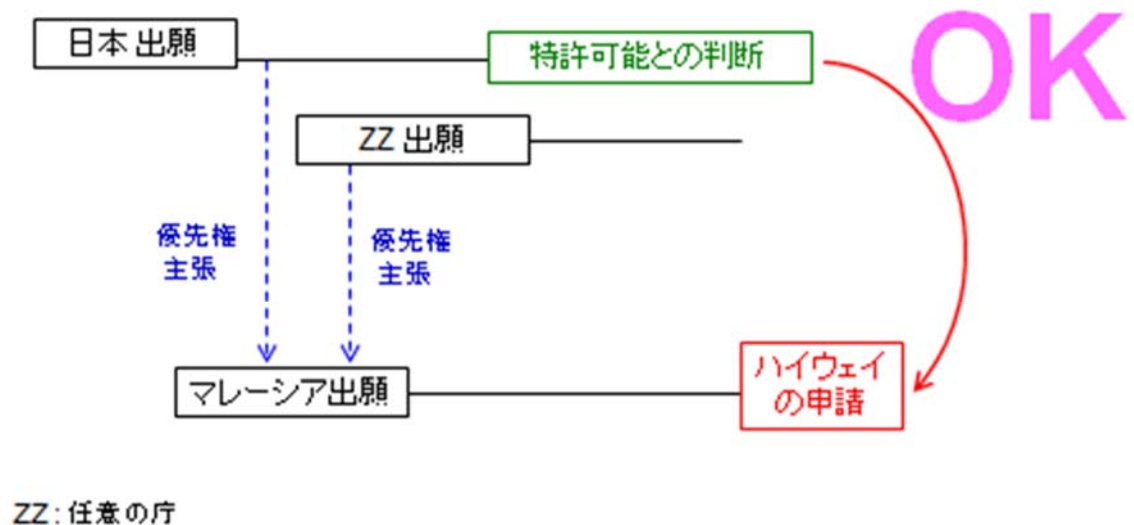 日本出願
特許可能との判断
OK
ZZ 出願
優先権
主張
優先権
主張
マレーシア出願
ハイウェイ
の申請
ZZ:任意の庁